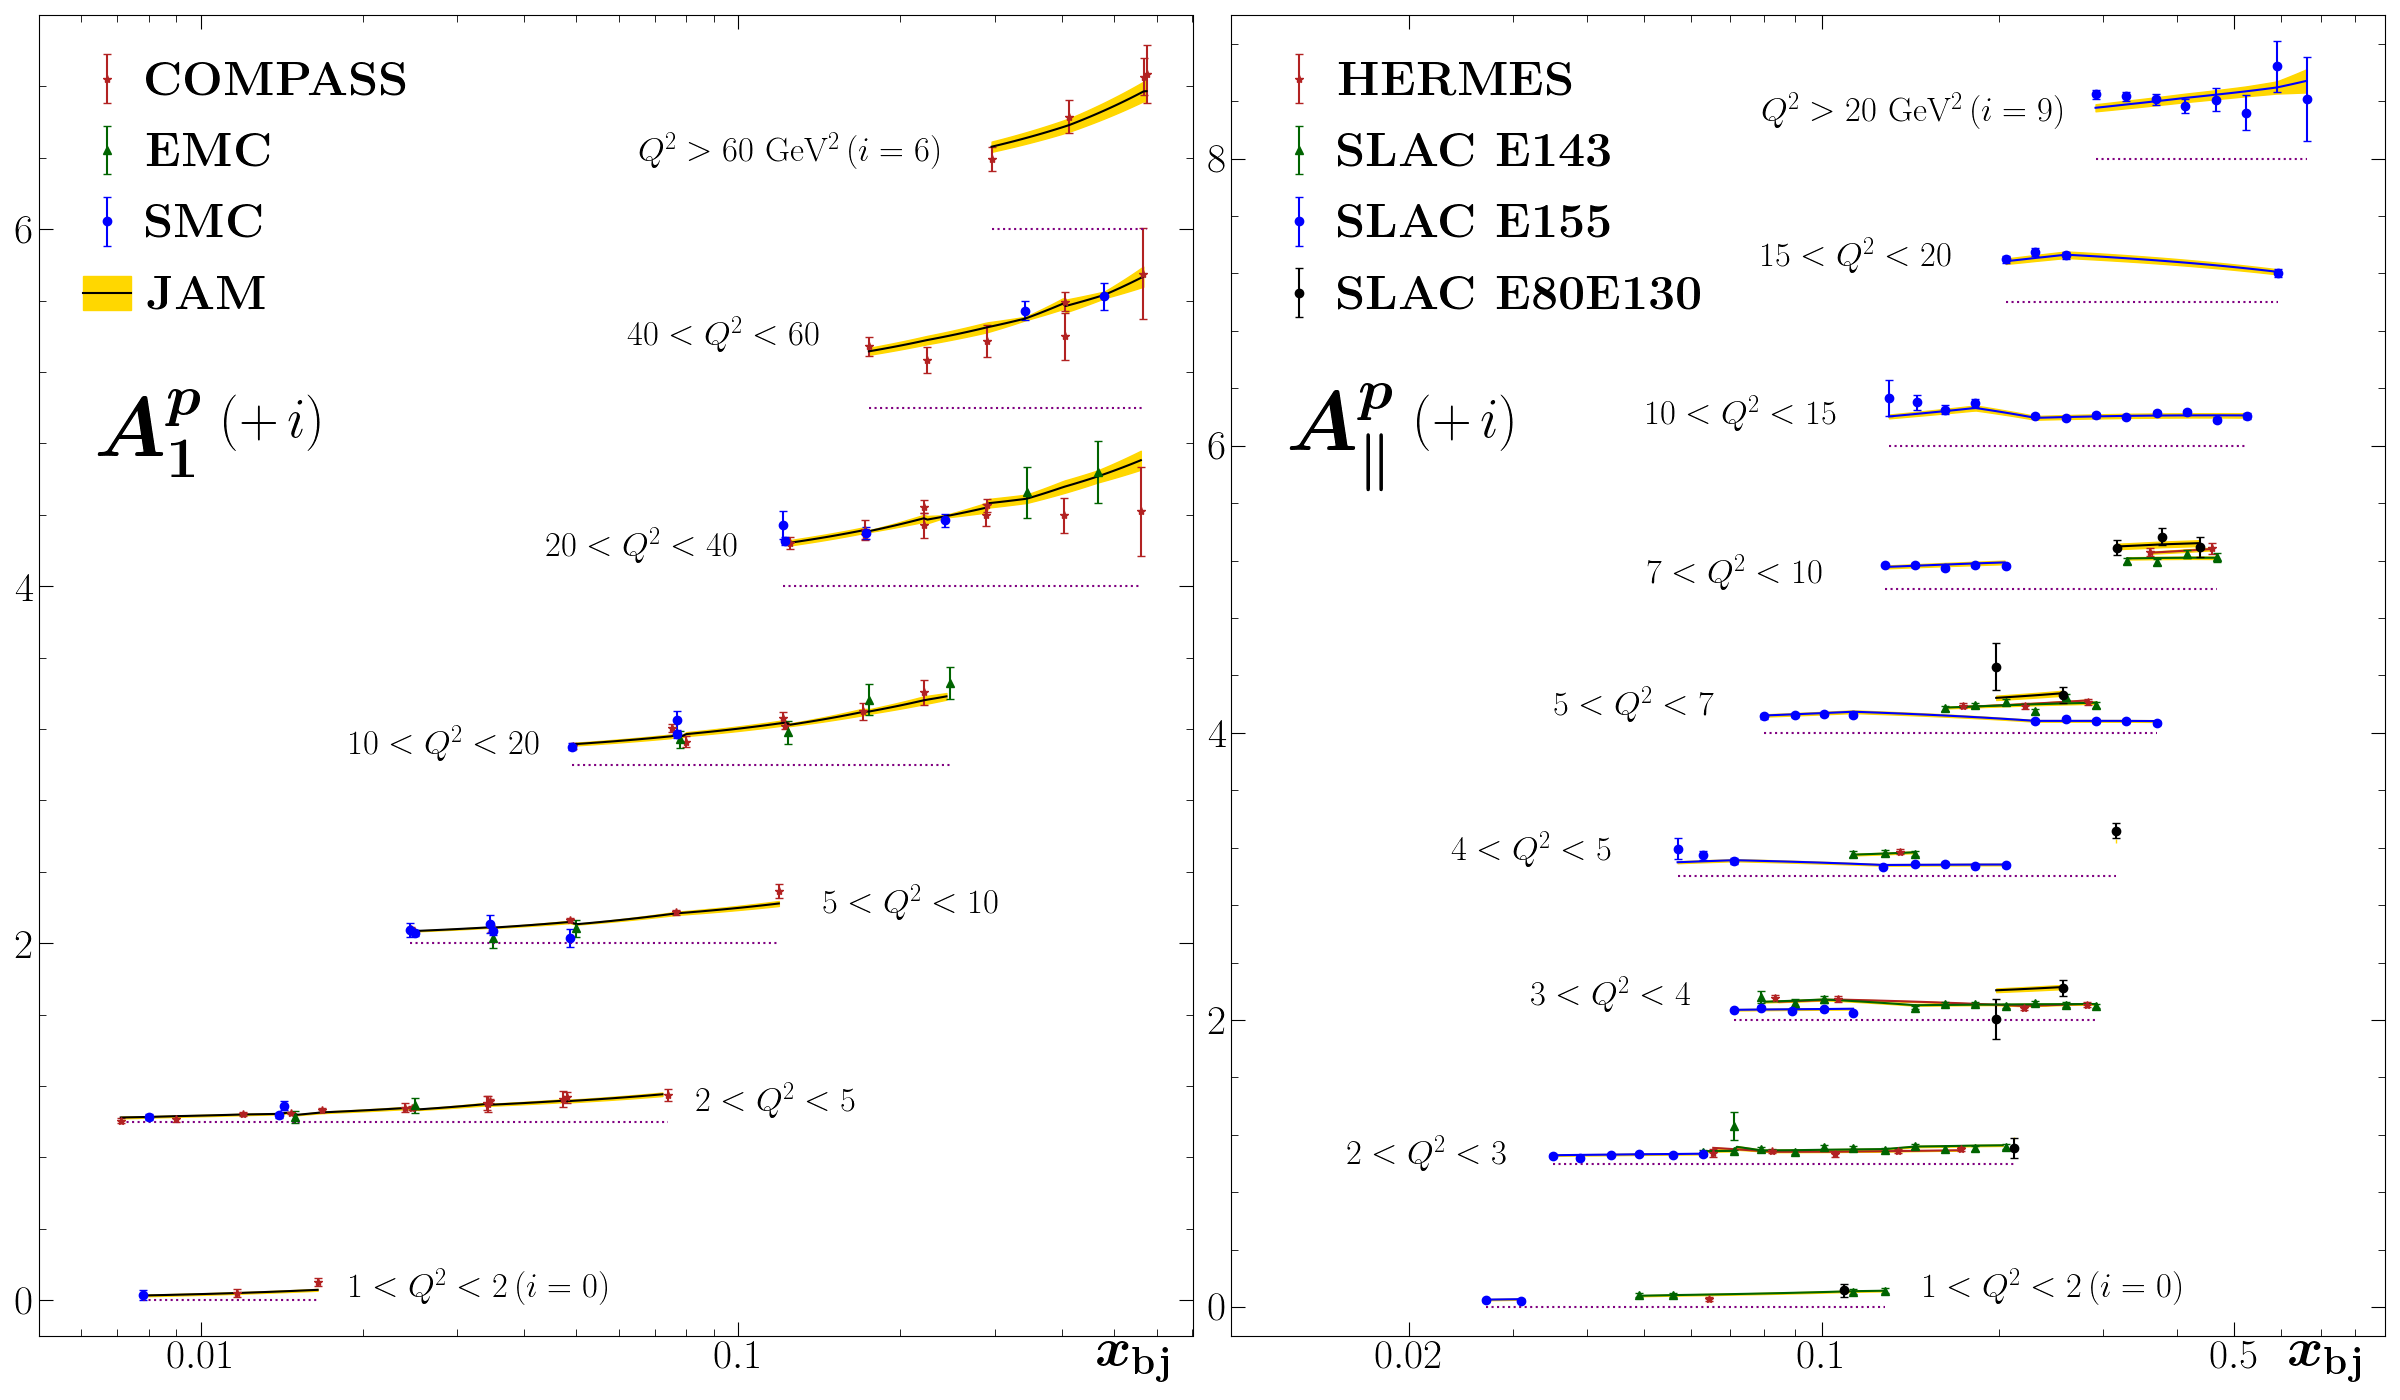 COMPASS
EMC
SMC
JAM
A₁ᵖ (+ i)
Q² > 60 GeV² (i = 6)
40 < Q² < 60
20 < Q² < 40
10 < Q² < 20
5 < Q² < 10
2 < Q² < 5
1 < Q² < 2 (i = 0)
6
4
2
0
0.01 0.1 x_bj
HERMES
SLAC E143
SLAC E155
SLAC E80E130
A∥ᵖ (+ i)
Q² > 20 GeV² (i = 9)
15 < Q² < 20
10 < Q² < 15
7 < Q² < 10
5 < Q² < 7
4 < Q² < 5
3 < Q² < 4
2 < Q² < 3
1 < Q² < 2 (i = 0)
8
6
4
2
0
0.02 0.1 0.5 x_bj